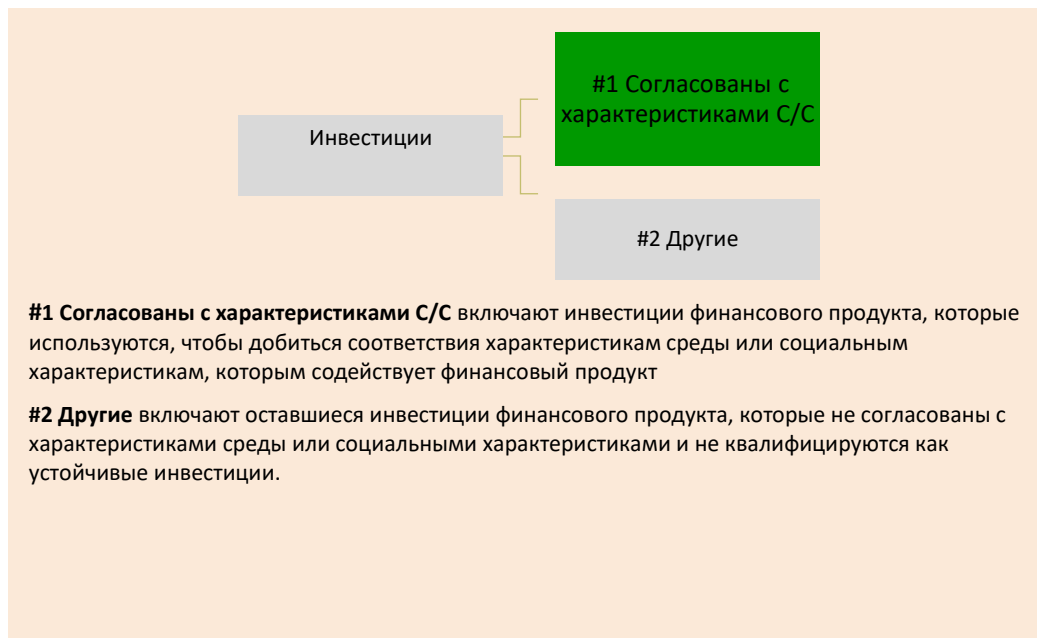 #1 Согласованы с
характеристиками С/С
Инвестиции
#2 Другие
#1 Согласованы с характеристиками С/С включают инвестиции финансового продукта, которые
используются, чтобы добиться соответствия характеристикам среды или социальным
характеристикам, которым содействует финансовый продукт
#2 Другие включают оставшиеся инвестиции финансового продукта, которые не согласованы с
характеристиками среды или социальными характеристиками и не квалифицируются как
устойчивые инвестиции.